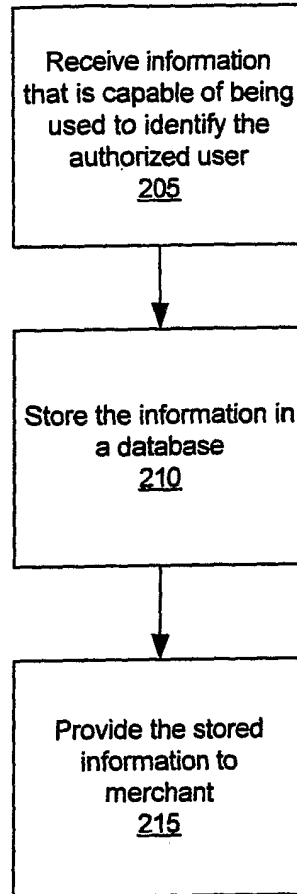 Receive information
that is capable of being
used to identify the
authorized user
205
Store the information in
a database
210
Provide the stored
information to
merchant
215